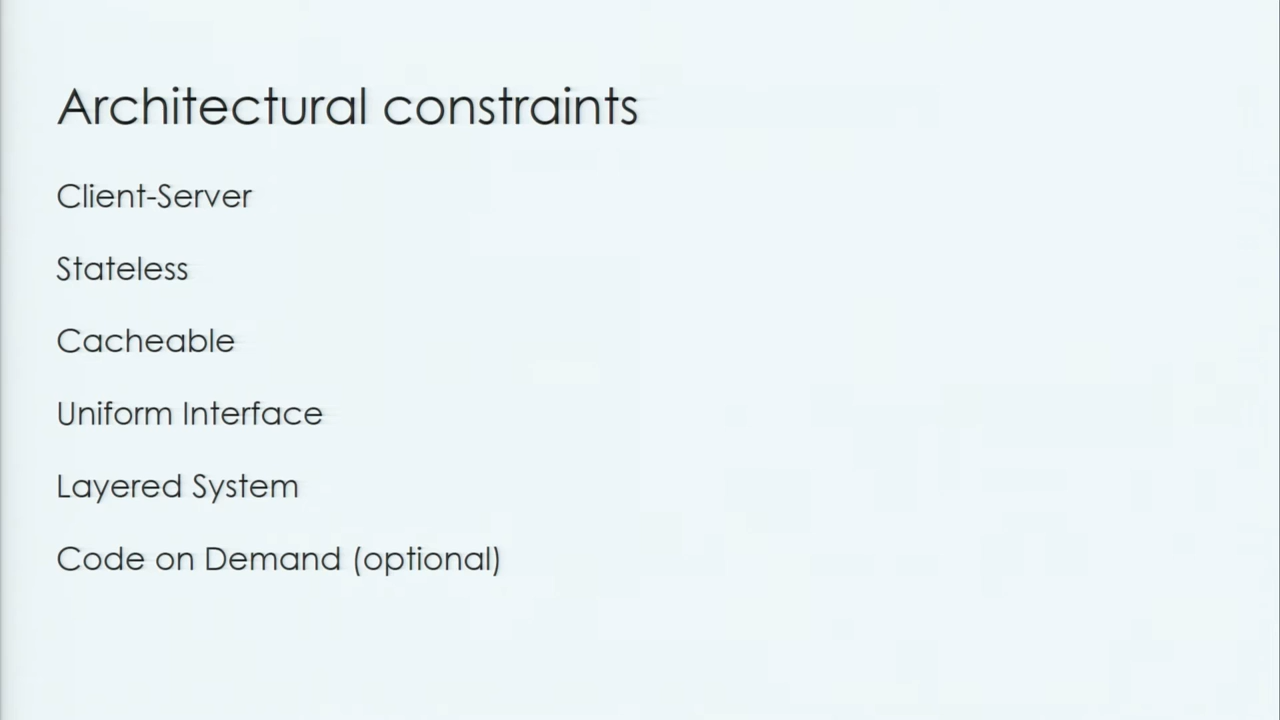 Architectural constraints
Client-Server
Stateless
Cacheable
Uniform Interface
Layered System
Code on Demand (optional)